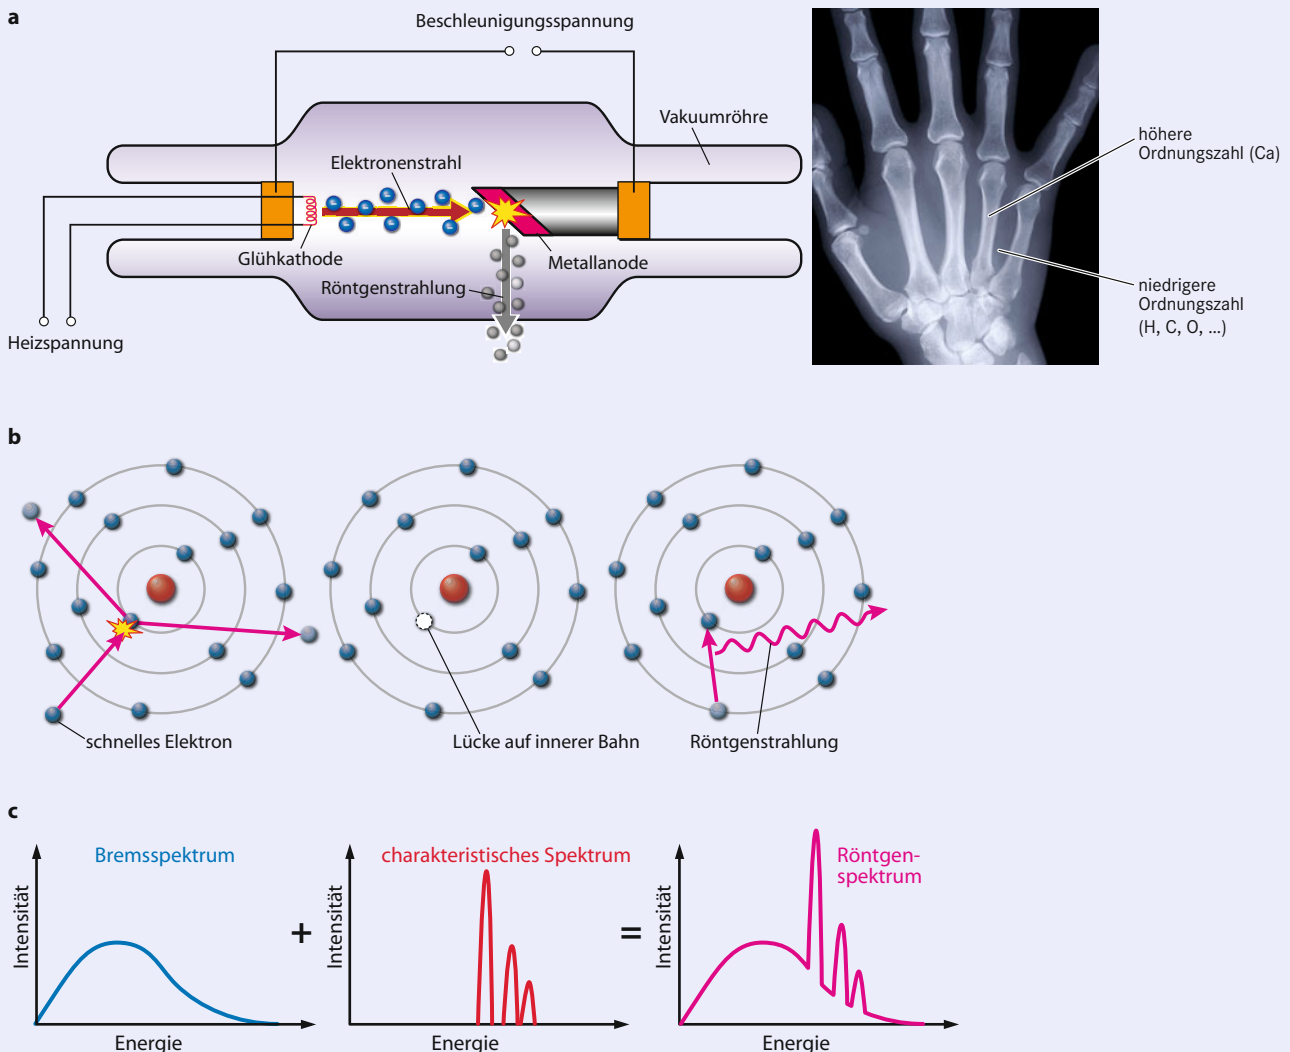 a
Beschleunigungsspannung
Vakuumröhre
Elektronenstrahl
Glühkathode
Metallanode
Röntgenstrahlung
Heizspannung
höhere
Ordnungszahl (Ca)
niedrigere
Ordnungszahl
(H, C, O, ...)
b
schnelles Elektron
Lücke auf innerer Bahn
Röntgenstrahlung
c
Bremsspektrum
Intensität
Energie
+
charakteristisches Spektrum
Intensität
Energie
=
Röntgen-
spektrum
Intensität
Energie